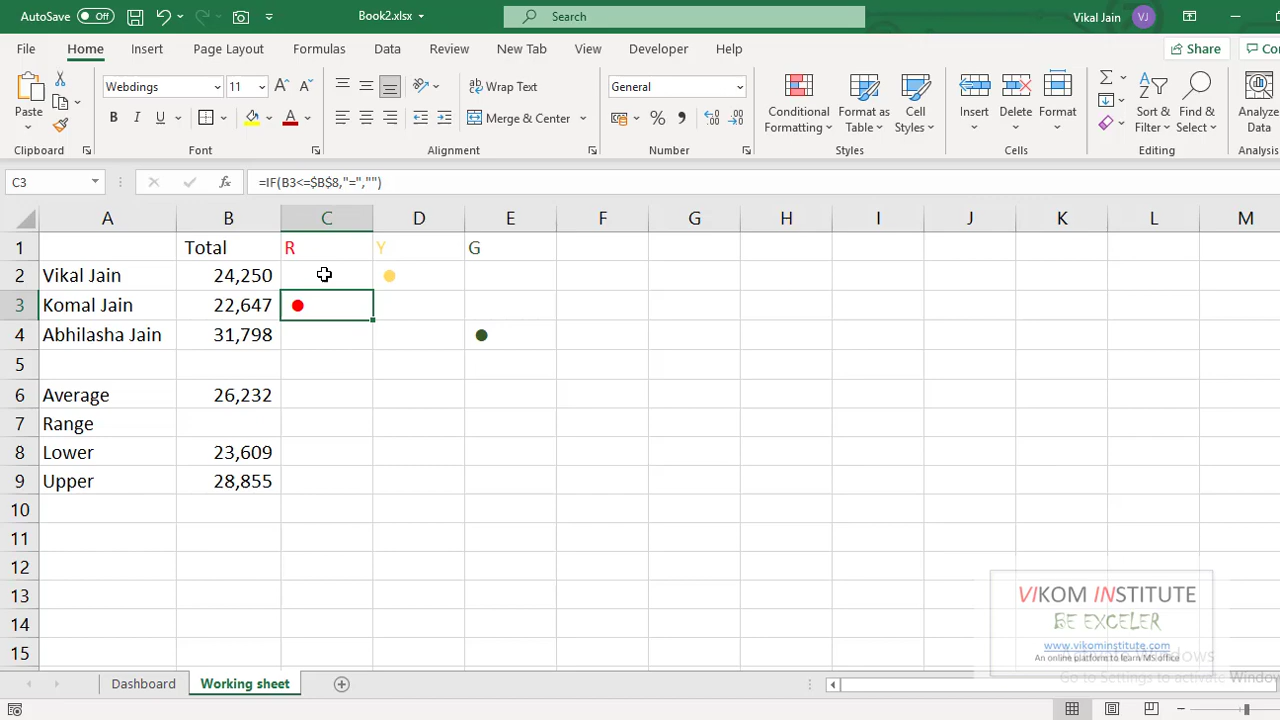 AutoSave Off Book2.xlsx Search Vikal Jain VJ
File Home Insert Page Layout Formulas Data Review New Tab View Developer Help Share
Webdings 11 A A Wrap Text General
Paste B I U A Merge & Center % Conditional Formatting Format as Table Cell Styles Insert Delete Format Sort & Filter Find & Select Analyze Data
Clipboard Font Alignment Number Styles Cells Editing Analysis
C3 fx =IF(B3<=$B$8,"=","")
A B C D E F G H I J K L M
1 Total R Y G
2 Vikal Jain 24,250
3 Komal Jain 22,647
4 Abhilasha Jain 31,798
5
6 Average 26,232
7 Range
8 Lower 23,609
9 Upper 28,855
10
11
12
13
14
15
VIKOM INSTITUTE
BE EXCELER
www.vikominstitute.com
An online platform to learn MS office
Activate Windows
Go to Settings to activate
Dashboard Working sheet